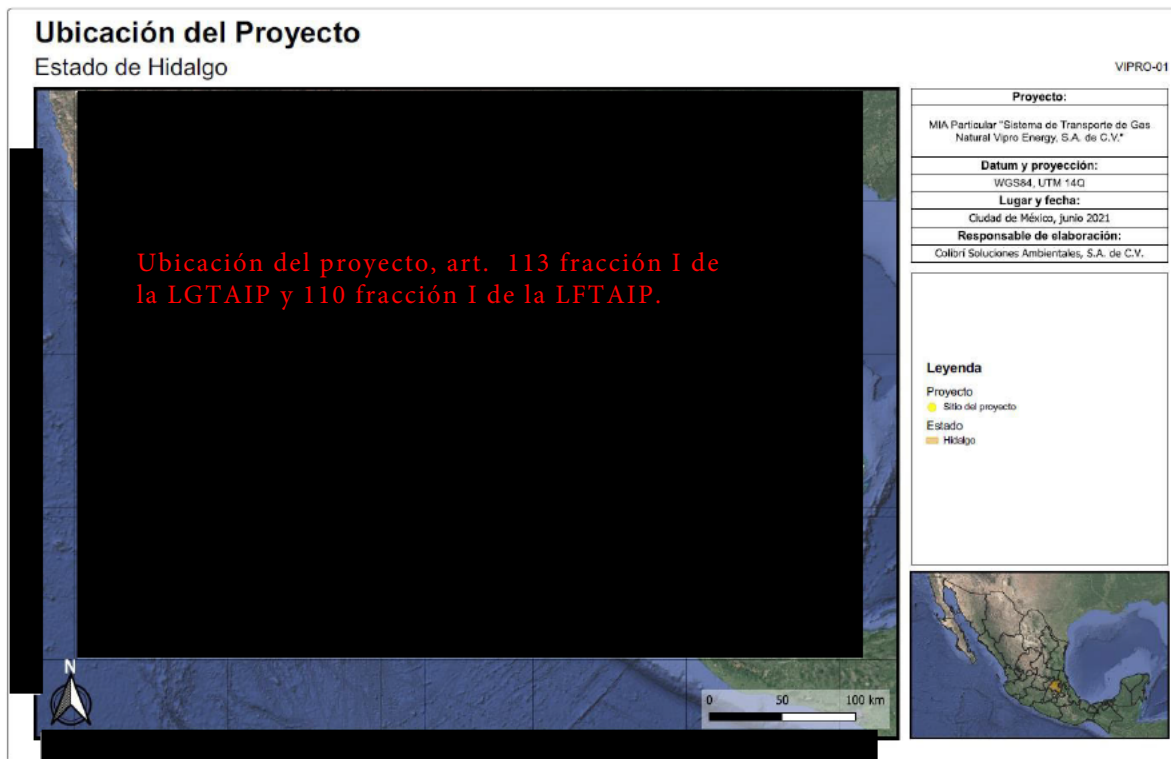 Ubicación del Proyecto
Estado de Hidalgo
VIPRO-01
Ubicación del proyecto, art. 113 fracción I de
la LGTAIP y 110 fracción I de la LFTAIP.
N
0 50 100 km
Proyecto:
MIA Particular "Sistema de Transporte de Gas
Natural Vipro Energy, S.A. de C.V."
Datum y proyección:
WGS84, UTM 14Q
Lugar y fecha:
Ciudad de México, junio 2021
Responsable de elaboración:
Colibrí Soluciones Ambientales, S.A. de C.V.
Leyenda
Proyecto
Sitio del proyecto
Estado
Hidalgo